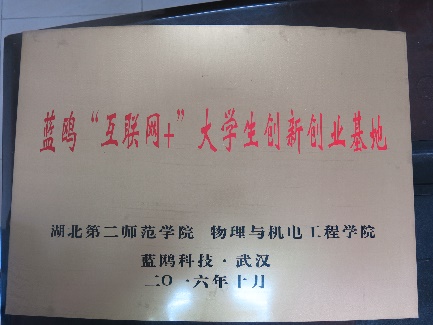 蓝鸥“互联网+”大学生创新创业基地
湖北第二师范学院 物理与机电工程学院
蓝鸥科技·武汉
二〇一六年十月